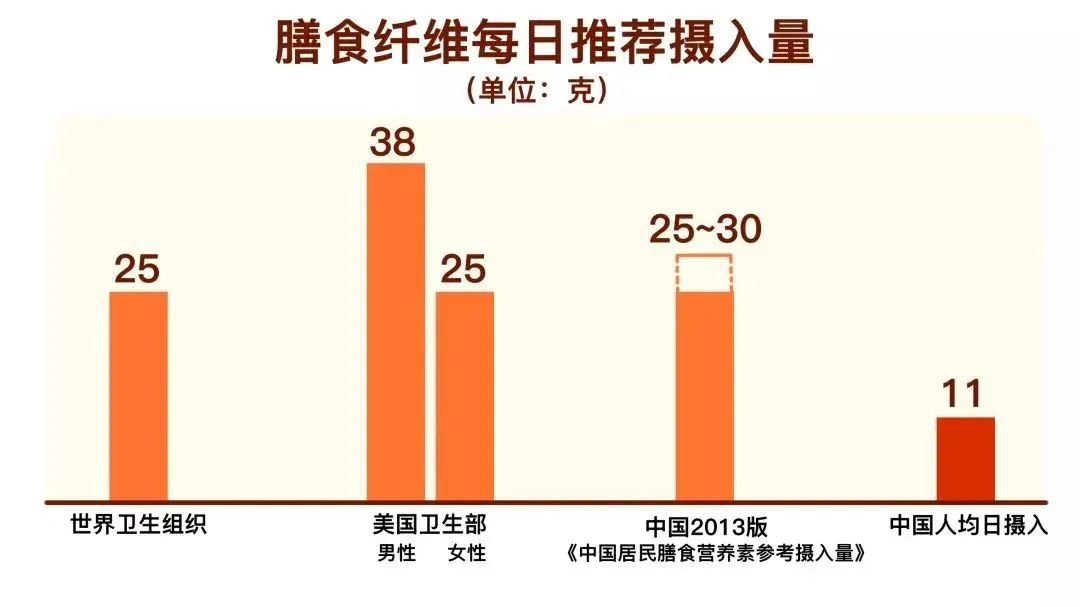 膳食纤维每日推荐摄入量
（单位：克）
38
25~30
25
25
11
世界卫生组织
美国卫生部
男性
女性
中国2013版
《中国居民膳食营养素参考摄入量》
中国人均日摄入